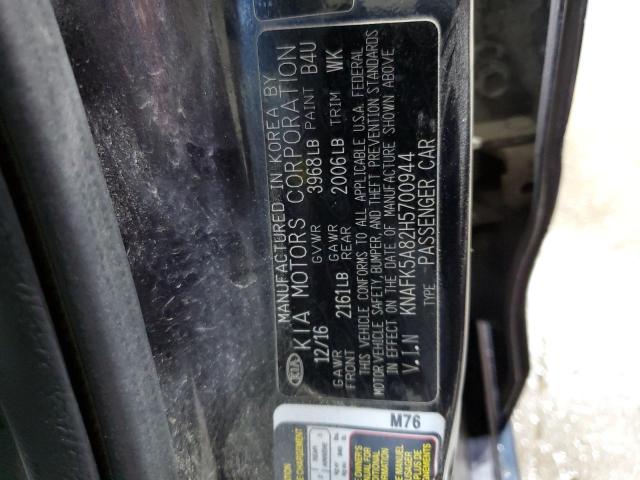 MANUFACTURED IN KOREA BY
KIA MOTORS CORPORATION
12/16 GVWR 3968LB PAINT B4U
GAWR FRONT 2161LB GAWR REAR 2006LB TRIM WK
THIS VEHICLE CONFORMS TO ALL APPLICABLE U.S.A. FEDERAL
MOTOR VEHICLE SAFETY, BUMPER, AND THEFT PREVENTION STANDARDS
IN EFFECT ON THE DATE OF MANUFACTURE SHOWN ABOVE
V.I.N KNAFK5A82H5700944
TYPE PASSENGER CAR
KIA
M76